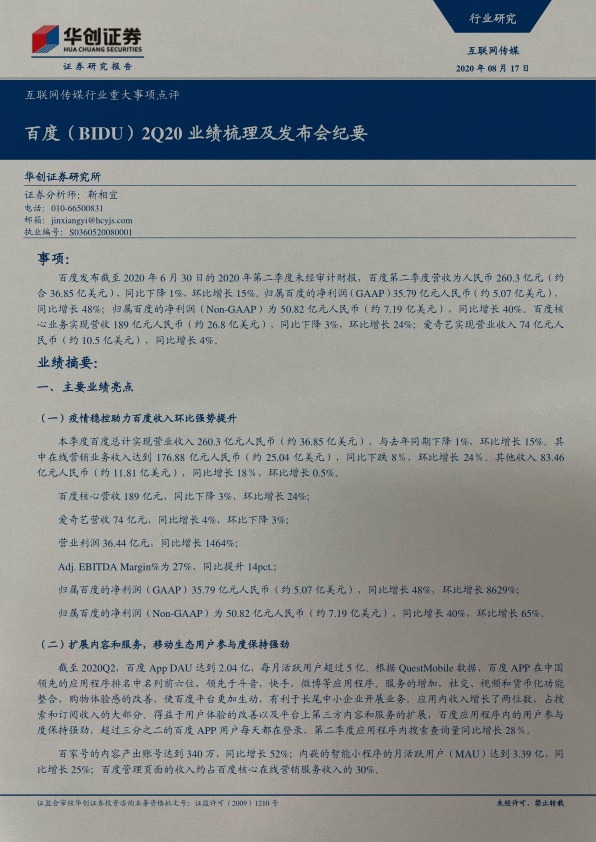 华创证券
HUA CHUANG SECURITIES
证券研究报告
行业研究
互联网传媒
2020 年 08 月 17 日
互联网传媒行业重大事项点评
百度（BIDU）2Q20 业绩梳理及发布会纪要
华创证券研究所
证券分析师：靳相宜
电话：010-66500831
邮箱：jinxiangyi@hcyjs.com
执业编号：S0360520080001
事项：
百度发布截至 2020 年 6 月 30 日的 2020 年第二季度未经审计财报，百度第二季度营收为人民币 260.3 亿元（约
合 36.85 亿美元），同比下降 1%，环比增长 15%。归属百度的净利润（GAAP）35.79 亿元人民币（约 5.07 亿美元），
同比增长 48%；归属百度的净利润（Non-GAAP）为 50.82 亿元人民币（约 7.19 亿美元），同比增长 40%。百度核
心业务实现营收 189 亿元人民币（约 26.8 亿美元），同比下降 3%，环比增长 24%；爱奇艺实现营业收入 74 亿元人
民币（约 10.5 亿美元），同比增长 4%。
业绩摘要：
一、主要业绩亮点
（一）疫情稳控助力百度收入环比强势提升
本季度百度总计实现营业收入 260.3 亿元人民币（约 36.85 亿美元），与去年同期下降 1%，环比增长 15%。其
中在线营销业务收入达到 176.88 亿元人民币（约 25.04 亿美元），同比下跌 8%，环比增长 24%。其他收入 83.46
亿元人民币（约 11.81 亿美元），同比增长 18%，环比增长 0.5%。
百度核心营收 189 亿元，同比下降 3%，环比增长 24%；
爱奇艺营收 74 亿元，同比增长 4%，环比下降 3%；
营业利润 36.44 亿元，同比增长 1464%；
Adj. EBITDA Margin%为 27%，同比提升 14pct.；
归属百度的净利润（GAAP）35.79 亿元人民币（约 5.07 亿美元），同比增长 48%，环比增长 8629%；
归属百度的净利润（Non-GAAP）为 50.82 亿元人民币（约 7.19 亿美元），同比增长 40%，环比增长 65%。
（二）扩展内容和服务，移动生态用户参与度保持强劲
截至 2020Q2，百度 App DAU 达到 2.04 亿，每月活跃用户超过 5 亿。根据 QuestMobile 数据，百度 APP 在中国
领先的应用程序排名中名列前六位，领先于抖音，快手，微博等应用程序。服务的增加，社交、视频和货币化功能
整合，购物体验感的改善，使百度平台更加生动，有利于长尾中小企业开展业务。应用内收入增长了两位数，占搜
索和订阅收入的大部分。得益于用户体验的改善以及平台上第三方内容和服务的扩展，百度应用程序内的用户参与
度保持强劲，超过三分之二的百度 APP 用户每天都在登录，第二季度应用程序内搜索查询量同比增长 28%。
百家号的内容产出账号达到 340 万，同比增长 52%；内嵌的智能小程序的月活跃用户（MAU）达到 3.39 亿，同
比增长 25%；百度管理页面的收入约占百度核心在线营销服务收入的 30%。
证监会审核华创证券投资咨询业务资格批文号：证监许可（2009）1210 号
未经许可，禁止转载